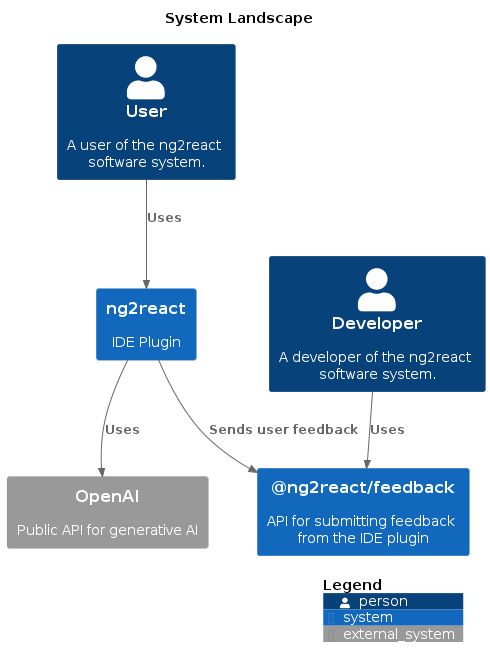 System Landscape
User
A user of the ng2react
software system.
Uses
ng2react
IDE Plugin
Developer
A developer of the ng2react
software system.
Uses
Sends user feedback
Uses
OpenAI
Public API for generative AI
@ng2react/feedback
API for submitting feedback
from the IDE plugin
Legend
person
system
external_system